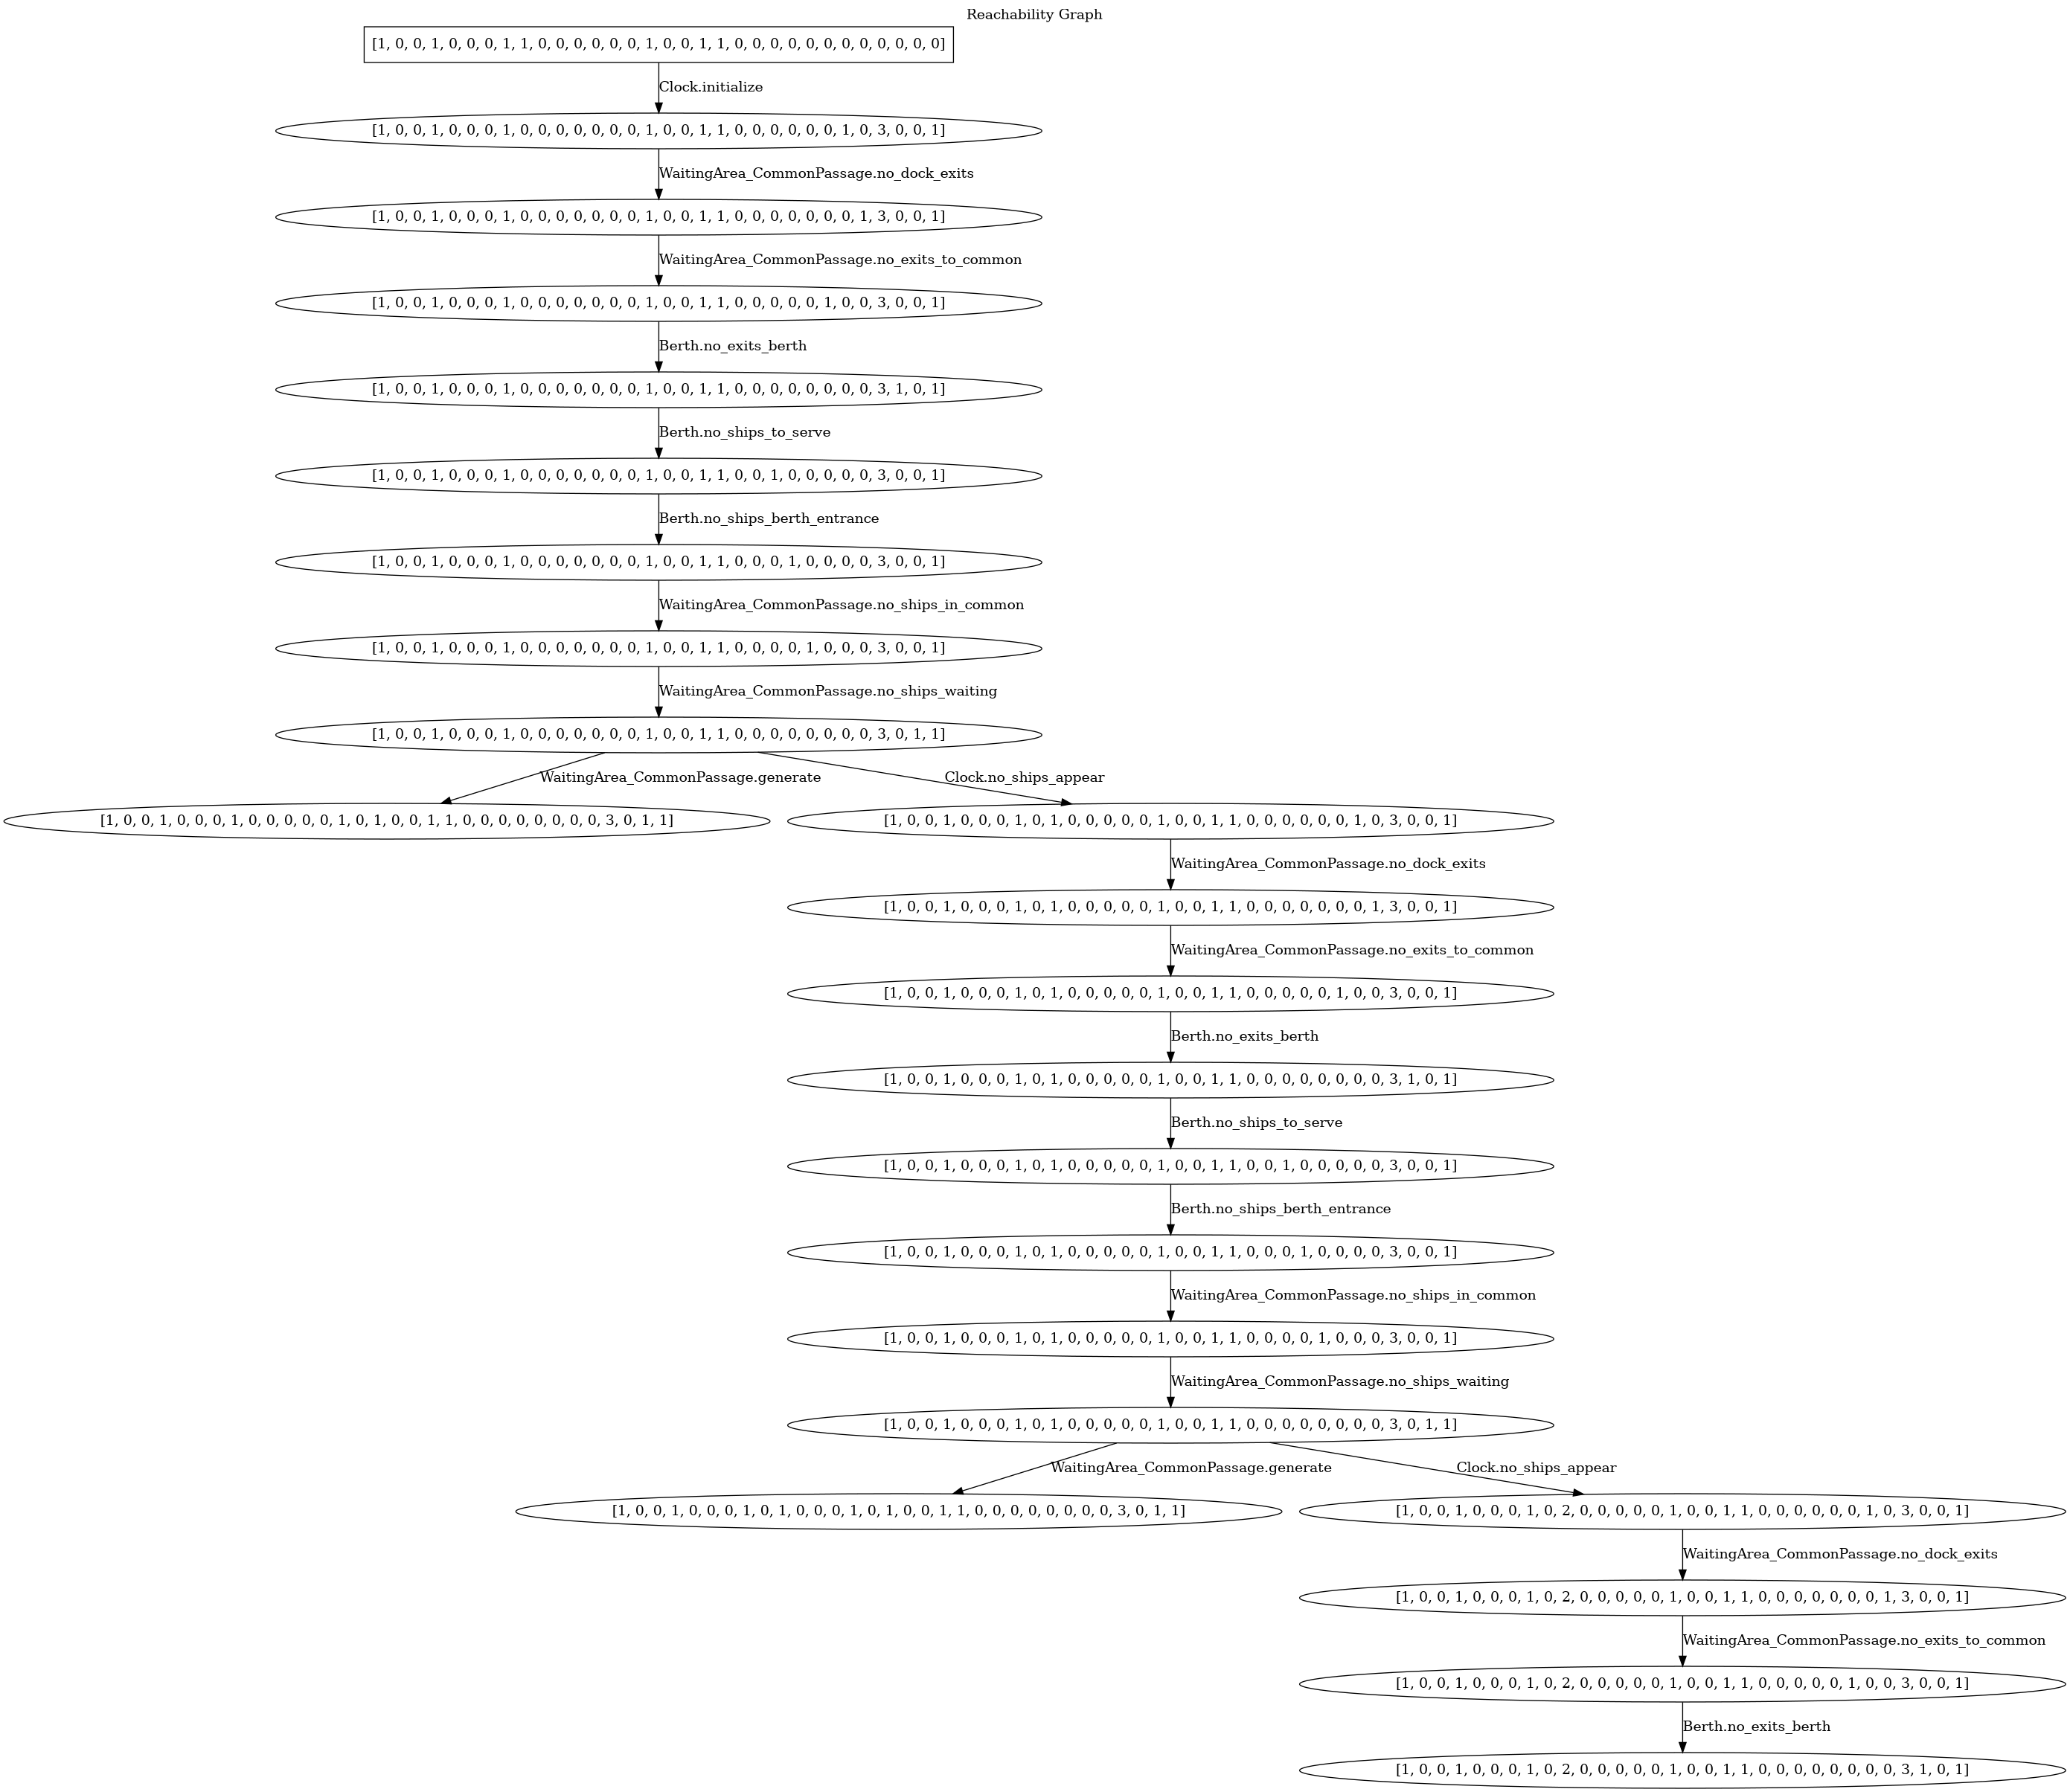 Reachability Graph
[1, 0, 0, 1, 0, 0, 0, 1, 1, 0, 0, 0, 0, 0, 0, 1, 0, 0, 1, 1, 0, 0, 0, 0, 0, 0, 0, 0, 0, 0, 0, 0]
Clock.initialize
[1, 0, 0, 1, 0, 0, 0, 1, 0, 0, 0, 0, 0, 0, 0, 1, 0, 0, 1, 1, 0, 0, 0, 0, 0, 0, 1, 0, 3, 0, 0, 1]
WaitingArea_CommonPassage.no_dock_exits
[1, 0, 0, 1, 0, 0, 0, 1, 0, 0, 0, 0, 0, 0, 0, 1, 0, 0, 1, 1, 0, 0, 0, 0, 0, 0, 0, 1, 3, 0, 0, 1]
WaitingArea_CommonPassage.no_exits_to_common
[1, 0, 0, 1, 0, 0, 0, 1, 0, 0, 0, 0, 0, 0, 0, 1, 0, 0, 1, 1, 0, 0, 0, 0, 0, 1, 0, 0, 3, 0, 0, 1]
Berth.no_exits_berth
[1, 0, 0, 1, 0, 0, 0, 1, 0, 0, 0, 0, 0, 0, 0, 1, 0, 0, 1, 1, 0, 0, 0, 0, 0, 0, 0, 0, 3, 1, 0, 1]
Berth.no_ships_to_serve
[1, 0, 0, 1, 0, 0, 0, 1, 0, 0, 0, 0, 0, 0, 0, 1, 0, 0, 1, 1, 0, 0, 1, 0, 0, 0, 0, 0, 3, 0, 0, 1]
Berth.no_ships_berth_entrance
[1, 0, 0, 1, 0, 0, 0, 1, 0, 0, 0, 0, 0, 0, 0, 1, 0, 0, 1, 1, 0, 0, 0, 1, 0, 0, 0, 0, 3, 0, 0, 1]
WaitingArea_CommonPassage.no_ships_in_common
[1, 0, 0, 1, 0, 0, 0, 1, 0, 0, 0, 0, 0, 0, 0, 1, 0, 0, 1, 1, 0, 0, 0, 0, 1, 0, 0, 0, 3, 0, 0, 1]
WaitingArea_CommonPassage.no_ships_waiting
[1, 0, 0, 1, 0, 0, 0, 1, 0, 0, 0, 0, 0, 0, 0, 1, 0, 0, 1, 1, 0, 0, 0, 0, 0, 0, 0, 0, 3, 0, 1, 1]
WaitingArea_CommonPassage.generate
Clock.no_ships_appear
[1, 0, 0, 1, 0, 0, 0, 1, 0, 0, 0, 0, 0, 1, 0, 1, 0, 0, 1, 1, 0, 0, 0, 0, 0, 0, 0, 0, 3, 0, 1, 1]
[1, 0, 0, 1, 0, 0, 0, 1, 0, 1, 0, 0, 0, 0, 0, 1, 0, 0, 1, 1, 0, 0, 0, 0, 0, 0, 1, 0, 3, 0, 0, 1]
WaitingArea_CommonPassage.no_dock_exits
[1, 0, 0, 1, 0, 0, 0, 1, 0, 1, 0, 0, 0, 0, 0, 1, 0, 0, 1, 1, 0, 0, 0, 0, 0, 0, 0, 1, 3, 0, 0, 1]
WaitingArea_CommonPassage.no_exits_to_common
[1, 0, 0, 1, 0, 0, 0, 1, 0, 1, 0, 0, 0, 0, 0, 1, 0, 0, 1, 1, 0, 0, 0, 0, 0, 1, 0, 0, 3, 0, 0, 1]
Berth.no_exits_berth
[1, 0, 0, 1, 0, 0, 0, 1, 0, 1, 0, 0, 0, 0, 0, 1, 0, 0, 1, 1, 0, 0, 0, 0, 0, 0, 0, 0, 3, 1, 0, 1]
Berth.no_ships_to_serve
[1, 0, 0, 1, 0, 0, 0, 1, 0, 1, 0, 0, 0, 0, 0, 1, 0, 0, 1, 1, 0, 0, 1, 0, 0, 0, 0, 0, 3, 0, 0, 1]
Berth.no_ships_berth_entrance
[1, 0, 0, 1, 0, 0, 0, 1, 0, 1, 0, 0, 0, 0, 0, 1, 0, 0, 1, 1, 0, 0, 0, 1, 0, 0, 0, 0, 3, 0, 0, 1]
WaitingArea_CommonPassage.no_ships_in_common
[1, 0, 0, 1, 0, 0, 0, 1, 0, 1, 0, 0, 0, 0, 0, 1, 0, 0, 1, 1, 0, 0, 0, 0, 1, 0, 0, 0, 3, 0, 0, 1]
WaitingArea_CommonPassage.no_ships_waiting
[1, 0, 0, 1, 0, 0, 0, 1, 0, 1, 0, 0, 0, 0, 0, 1, 0, 0, 1, 1, 0, 0, 0, 0, 0, 0, 0, 0, 3, 0, 1, 1]
WaitingArea_CommonPassage.generate
Clock.no_ships_appear
[1, 0, 0, 1, 0, 0, 0, 1, 0, 1, 0, 0, 0, 1, 0, 1, 0, 0, 1, 1, 0, 0, 0, 0, 0, 0, 0, 0, 3, 0, 1, 1]
[1, 0, 0, 1, 0, 0, 0, 1, 0, 2, 0, 0, 0, 0, 0, 1, 0, 0, 1, 1, 0, 0, 0, 0, 0, 0, 1, 0, 3, 0, 0, 1]
WaitingArea_CommonPassage.no_dock_exits
[1, 0, 0, 1, 0, 0, 0, 1, 0, 2, 0, 0, 0, 0, 0, 1, 0, 0, 1, 1, 0, 0, 0, 0, 0, 0, 0, 1, 3, 0, 0, 1]
WaitingArea_CommonPassage.no_exits_to_common
[1, 0, 0, 1, 0, 0, 0, 1, 0, 2, 0, 0, 0, 0, 0, 1, 0, 0, 1, 1, 0, 0, 0, 0, 0, 1, 0, 0, 3, 0, 0, 1]
Berth.no_exits_berth
[1, 0, 0, 1, 0, 0, 0, 1, 0, 2, 0, 0, 0, 0, 0, 1, 0, 0, 1, 1, 0, 0, 0, 0, 0, 0, 0, 0, 3, 1, 0, 1]